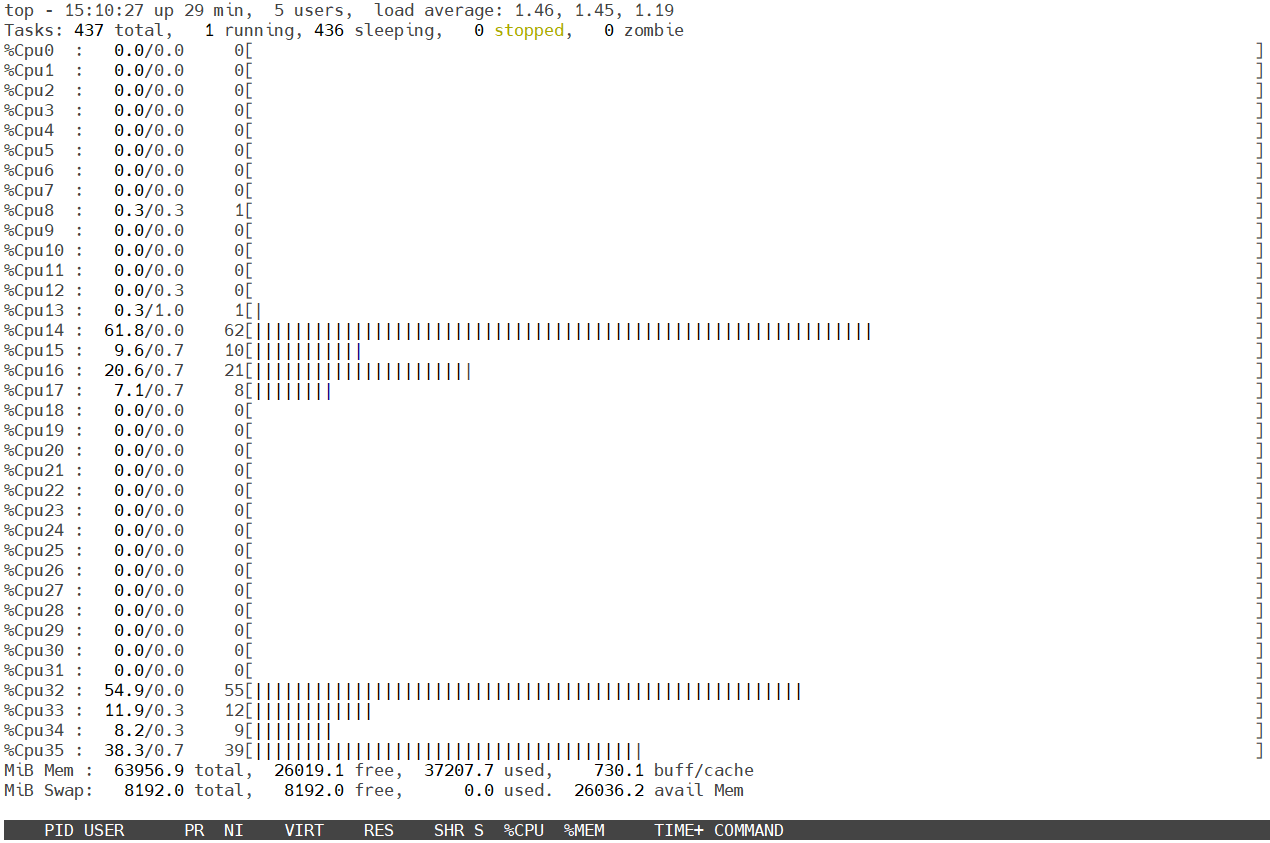 top - 15:10:27 up 29 min,  5 users,  load average: 1.46, 1.45, 1.19
Tasks: 437 total,   1 running, 436 sleeping,   0 stopped,   0 zombie
%Cpu0  :   0.0/0.0     0[ ]
%Cpu1  :   0.0/0.0     0[ ]
%Cpu2  :   0.0/0.0     0[ ]
%Cpu3  :   0.0/0.0     0[ ]
%Cpu4  :   0.0/0.0     0[ ]
%Cpu5  :   0.0/0.0     0[ ]
%Cpu6  :   0.0/0.0     0[ ]
%Cpu7  :   0.0/0.0     0[ ]
%Cpu8  :   0.3/0.3     1[ ]
%Cpu9  :   0.0/0.0     0[ ]
%Cpu10 :   0.0/0.0     0[ ]
%Cpu11 :   0.0/0.0     0[ ]
%Cpu12 :   0.0/0.3     0[ ]
%Cpu13 :   0.3/1.0     1[| ]
%Cpu14 :  61.8/0.0    62[|||||||||||||||||||||||||||||||||||||||||||||||||||||||||||||| ]
%Cpu15 :   9.6/0.7    10[||||||||||| ]
%Cpu16 :  20.6/0.7    21[|||||||||||||||||||||| ]
%Cpu17 :   7.1/0.7     8[|||||||| ]
%Cpu18 :   0.0/0.0     0[ ]
%Cpu19 :   0.0/0.0     0[ ]
%Cpu20 :   0.0/0.0     0[ ]
%Cpu21 :   0.0/0.0     0[ ]
%Cpu22 :   0.0/0.0     0[ ]
%Cpu23 :   0.0/0.0     0[ ]
%Cpu24 :   0.0/0.0     0[ ]
%Cpu25 :   0.0/0.0     0[ ]
%Cpu26 :   0.0/0.0     0[ ]
%Cpu27 :   0.0/0.0     0[ ]
%Cpu28 :   0.0/0.0     0[ ]
%Cpu29 :   0.0/0.0     0[ ]
%Cpu30 :   0.0/0.0     0[ ]
%Cpu31 :   0.0/0.0     0[ ]
%Cpu32 :  54.9/0.0    55[||||||||||||||||||||||||||||||||||||||||||||||||||||||| ]
%Cpu33 :  11.9/0.3    12[|||||||||||| ]
%Cpu34 :   8.2/0.3     9[|||||||| ]
%Cpu35 :  38.3/0.7    39[||||||||||||||||||||||||||||||||||||||| ]
MiB Mem :  63956.9 total,  26019.1 free,  37207.7 used,    730.1 buff/cache
MiB Swap:   8192.0 total,   8192.0 free,      0.0 used.  26036.2 avail Mem
PID USER      PR  NI    VIRT    RES    SHR S  %CPU  %MEM     TIME+ COMMAND